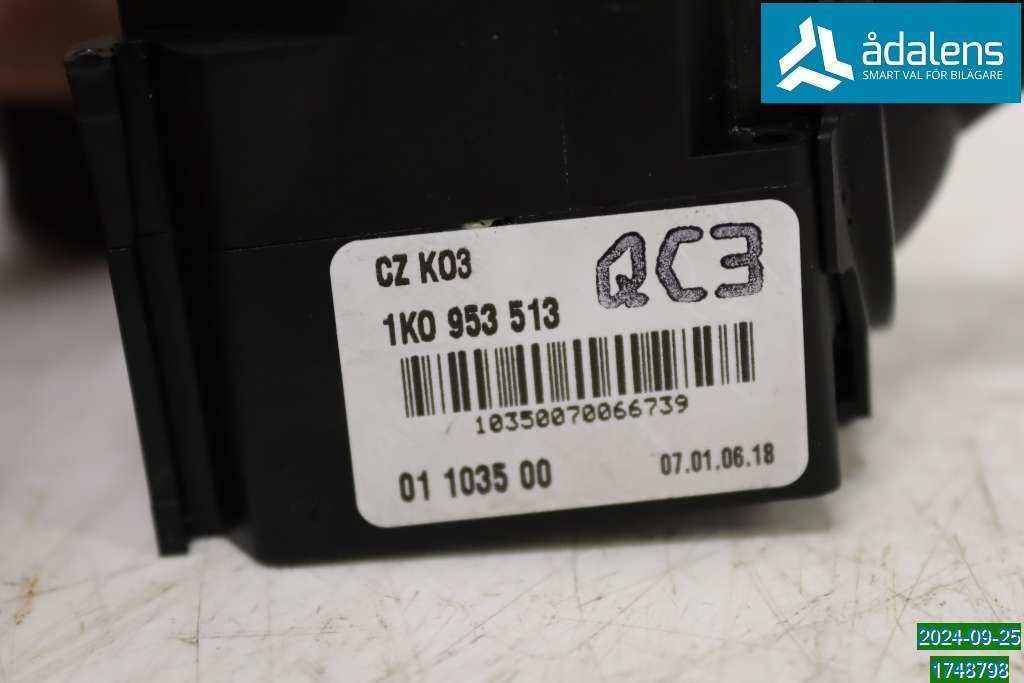 ådalens
SMART VAL FÖR BILÄGARE
CZ K03
QC3
1K0 953 513
10350070066739
01 1035 00
07.01.06.18
2024-09-25
1748798